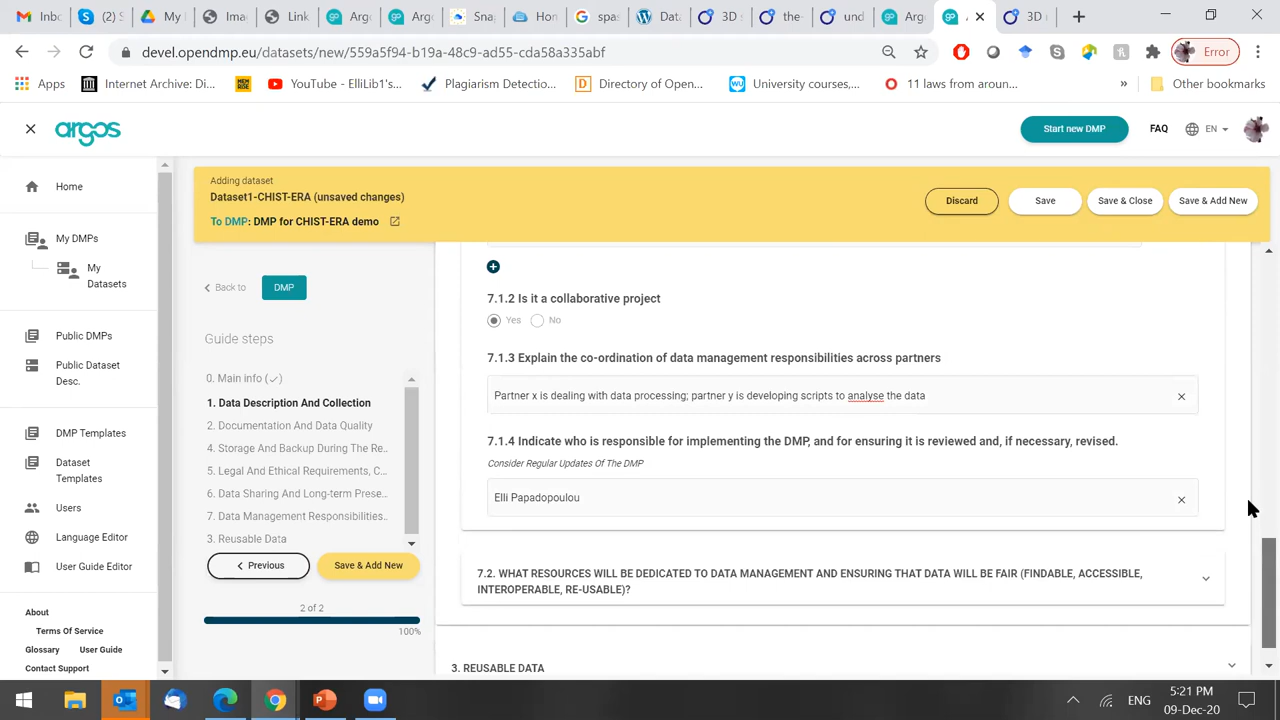 Inbo
(2) S
My D
Imag
Link
Argo
Arg
Snap
Hon
spas
Data
3D s
the-
und
Argo
A
3D
devel.opendmp.eu/datasets/new/559a5f94-b19a-48c9-ad55-cda58a335abf
Error
Apps
Internet Archive: Di...
YouTube - ElliLib1's...
Plagiarism Detectio...
Directory of Open...
University courses,...
11 laws from aroun...
»
Other bookmarks
argos
Start new DMP
FAQ
EN
Home
My DMPs
My
Datasets
Public DMPs
Public Dataset
Desc.
DMP Templates
Dataset
Templates
Users
Language Editor
User Guide Editor
About
Terms Of Service
Glossary User Guide
Contact Support
Adding dataset
Dataset1-CHIST-ERA (unsaved changes)
To DMP: DMP for CHIST-ERA demo
Discard
Save
Save & Close
Save & Add New
Back to
DMP
Guide steps
0. Main info (✓)
1. Data Description And Collection
2. Documentation And Data Quality
4. Storage And Backup During The Re..
5. Legal And Ethical Requirements, C...
6. Data Sharing And Long-term Prese...
7. Data Management Responsibilities..
3. Reusable Data
Previous
Save & Add New
2 of 2
100%
7.1.2 Is it a collaborative project
Yes No
7.1.3 Explain the co-ordination of data management responsibilities across partners
Partner x is dealing with data processing; partner y is developing scripts to analyse the data
7.1.4 Indicate who is responsible for implementing the DMP, and for ensuring it is reviewed and, if necessary, revised.
Consider Regular Updates Of The DMP
Elli Papadopoulou
7.2. WHAT RESOURCES WILL BE DEDICATED TO DATA MANAGEMENT AND ENSURING THAT DATA WILL BE FAIR (FINDABLE, ACCESSIBLE,
INTEROPERABLE, RE-USABLE)?
3. REUSABLE DATA
ENG
5:21 PM
09-Dec-20